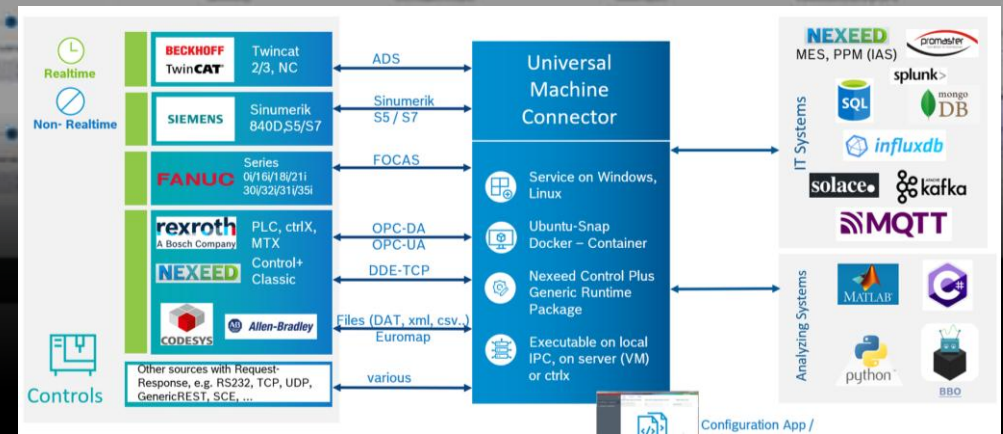 Realtime
Non- Realtime
Controls
BECKHOFF
TwinCAT®
Twincat
2/3, NC
SIEMENS
Sinumerik
840D,S5/S7
FANUC
Series
0i/16i/18i/21i
30i/32i/31i/35i
rexroth
A Bosch Company
PLC, ctrlX,
MTX
NEXEED
Control+
Classic
CODESYS
AB
Allen-Bradley
Other sources with Request-
Response, e.g. RS232, TCP, UDP,
GenericREST, SCE, ...
ADS
Sinumerik
S5 / S7
FOCAS
OPC-DA
OPC-UA
DDE-TCP
Files (DAT, xml, csv..)
Euromap
various
Universal
Machine
Connector
Service on Windows,
Linux
Ubuntu-Snap
Docker – Container
Nexeed Control Plus
Generic Runtime
Package
Executable on local
IPC, on server (VM)
or ctrlx
Configuration App /
IT Systems
NEXEED
MES, PPM (IAS)
promaster
splunk>
SQL
mongo
DB
influxdb
solace.
kafka
MQTT
Analyzing Systems
MATLAB
C#
python
BBO